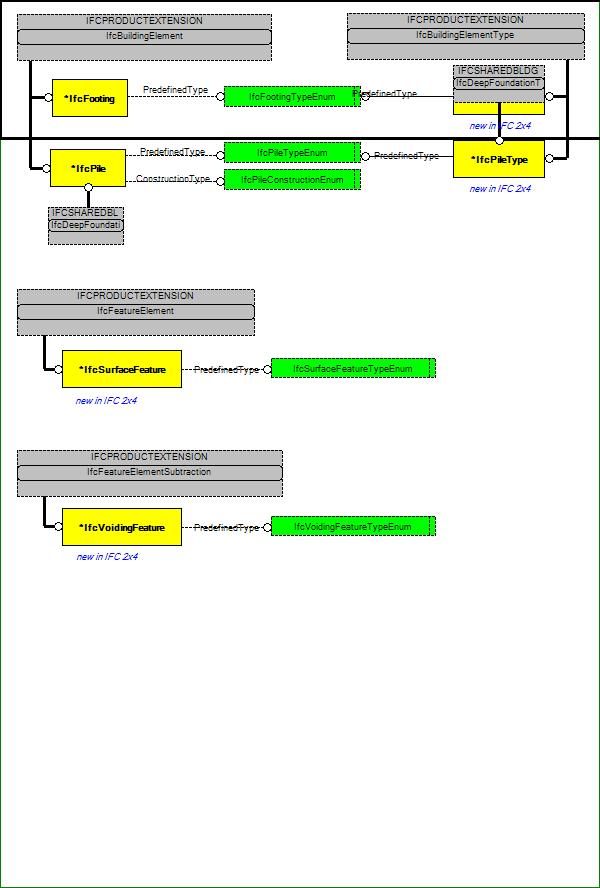 IFCPRODUCTEXTENSION
IfcBuildingElement
IFCPRODUCTEXTENSION
IfcBuildingElementType
*IfcFooting
PredefinedType
IfcFootingTypeEnum
PredefinedType
IFCSHAREDBLDG
IfcDeepFoundationT
new in IFC 2x4
*IfcPile
PredefinedType
IfcPileTypeEnum
PredefinedType
*IfcPileType
ConstructionType
IfcPileConstructionEnum
new in IFC 2x4
IFCSHAREDBL
IfcDeepFoundati
IFCPRODUCTEXTENSION
IfcFeatureElement
*IfcSurfaceFeature
PredefinedType
IfcSurfaceFeatureTypeEnum
new in IFC 2x4
IFCPRODUCTEXTENSION
IfcFeatureElementSubtraction
*IfcVoidingFeature
PredefinedType
IfcVoidingFeatureTypeEnum
new in IFC 2x4